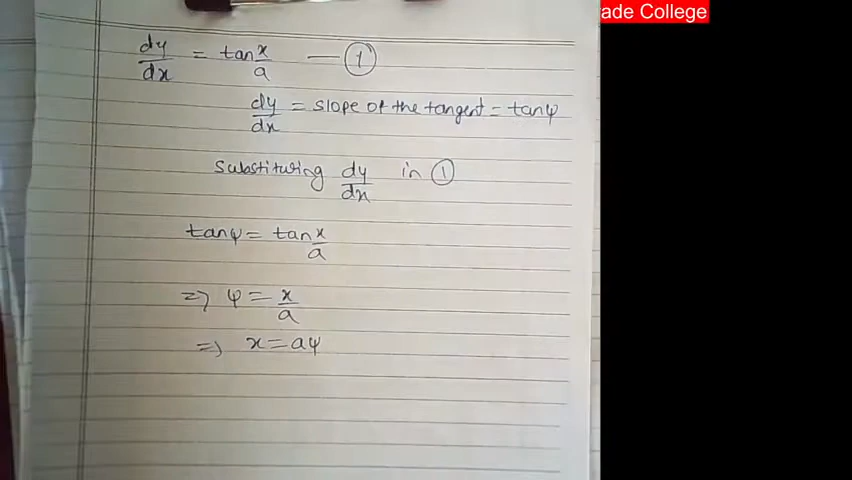 ade College
dy/dx = tan x/a — ①
dy/dx = slope of the tangent = tanψ
Substituring dy/dx in ①
tanψ = tan x/a
=> ψ = x/a
=> x = aψ